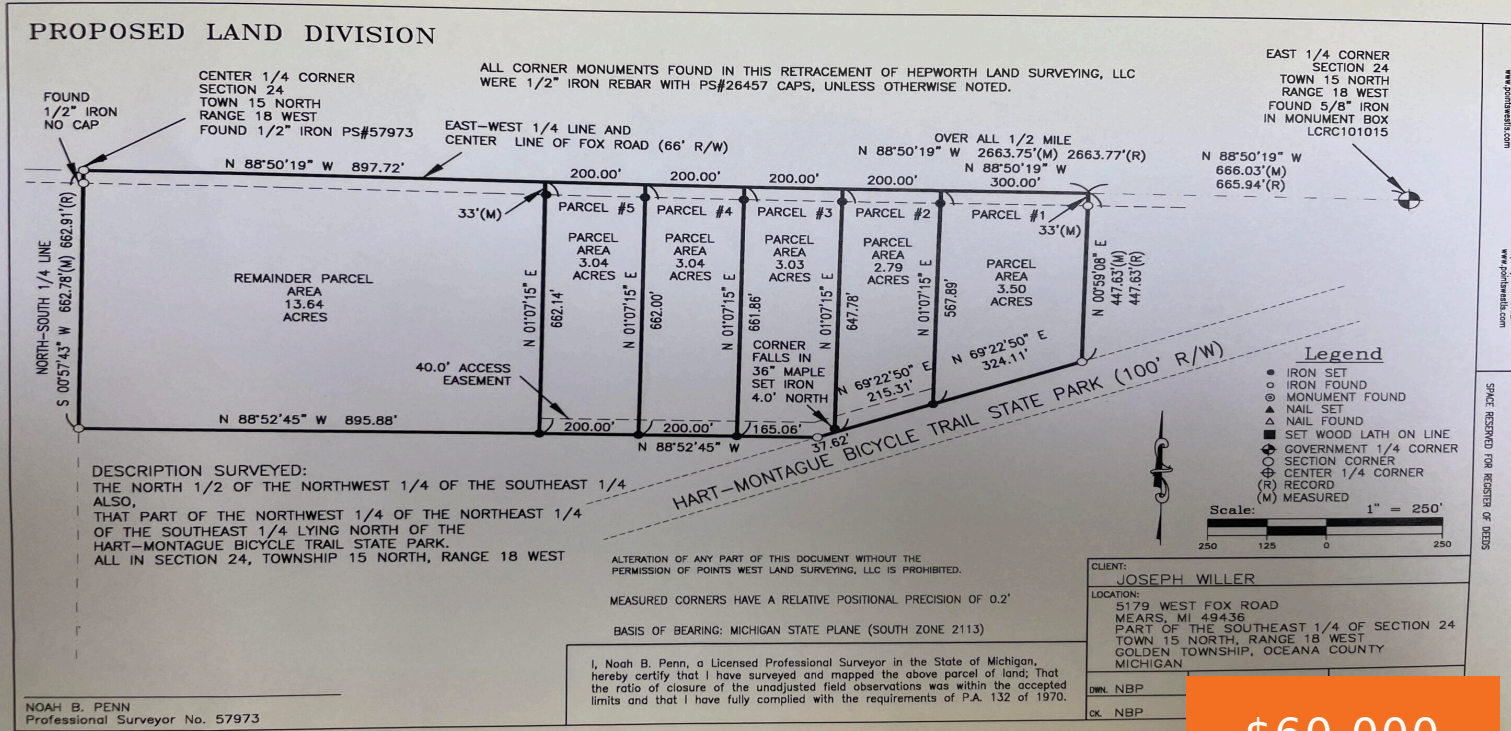 PROPOSED LAND DIVISION
FOUND
1/2" IRON
NO CAP
CENTER 1/4 CORNER
SECTION 24
TOWN 15 NORTH
RANGE 18 WEST
FOUND 1/2" IRON PS#57973
ALL CORNER MONUMENTS FOUND IN THIS RETRACEMENT OF HEPWORTH LAND SURVEYING, LLC
WERE 1/2" IRON REBAR WITH PS#26457 CAPS, UNLESS OTHERWISE NOTED.
EAST 1/4 CORNER
SECTION 24
TOWN 15 NORTH
RANGE 18 WEST
FOUND 5/8" IRON
IN MONUMENT BOX
LCRC101015
EAST-WEST 1/4 LINE AND
CENTER LINE OF FOX ROAD (66' R/W)
OVER ALL 1/2 MILE
N 88°50'19" W 2663.75'(M) 2663.77'(R)
N 88°50'19" W
666.03'(M)
665.94'(R)
N 88°50'19" W 897.72'
200.00'
200.00'
200.00'
200.00'
N 88°50'19" W
300.00'
33'(M)
PARCEL #5
PARCEL #4
PARCEL #3
PARCEL #2
PARCEL #1
33'(M)
NORTH-SOUTH 1/4 LINE
S 00°57'43" W 662.78'(M) 662.91'(R)
REMAINDER PARCEL
AREA
13.64
ACRES
N 01°07'15" E
662.14'
PARCEL
AREA
3.04
ACRES
N 01°07'15" E
662.00'
PARCEL
AREA
3.04
ACRES
N 01°07'15" E
661.86'
PARCEL
AREA
3.03
ACRES
N 01°07'15" E
647.78'
PARCEL
AREA
2.79
ACRES
N 01°07'15" E
567.89'
PARCEL
AREA
3.50
ACRES
N 00°59'08" E
447.63'(M)
447.63'(R)
CORNER
FALLS IN
36" MAPLE
SET IRON
4.0' NORTH
40.0' ACCESS
EASEMENT
N 69°22'50" E
215.31'
N 69°22'50" E
324.11'
N 88°52'45" W 895.88'
200.00'
200.00'
165.06'
N 88°52'45" W
37.62'
HART-MONTAGUE BICYCLE TRAIL STATE PARK (100' R/W)
DESCRIPTION SURVEYED:
THE NORTH 1/2 OF THE NORTHWEST 1/4 OF THE SOUTHEAST 1/4
ALSO,
THAT PART OF THE NORTHWEST 1/4 OF THE NORTHEAST 1/4
OF THE SOUTHEAST 1/4 LYING NORTH OF THE
HART-MONTAGUE BICYCLE TRAIL STATE PARK.
ALL IN SECTION 24, TOWNSHIP 15 NORTH, RANGE 18 WEST
Legend
IRON SET
IRON FOUND
MONUMENT FOUND
NAIL SET
NAIL FOUND
SET WOOD LATH ON LINE
GOVERNMENT 1/4 CORNER
SECTION CORNER
CENTER 1/4 CORNER
(R) RECORD
(M) MEASURED
Scale: 1" = 250'
250 125 0 250
ALTERATION OF ANY PART OF THIS DOCUMENT WITHOUT THE
PERMISSION OF POINTS WEST LAND SURVEYING, LLC IS PROHIBITED.
MEASURED CORNERS HAVE A RELATIVE POSITIONAL PRECISION OF 0.2'
BASIS OF BEARING: MICHIGAN STATE PLANE (SOUTH ZONE 2113)
I, Noah B. Penn, a Licensed Professional Surveyor in the State of Michigan,
hereby certify that I have surveyed and mapped the above parcel of land; That
the ratio of closure of the unadjusted field observations was within the accepted
limits and that I have fully complied with the requirements of P.A. 132 of 1970.
NOAH B. PENN
Professional Surveyor No. 57973
CLIENT:
JOSEPH WILLER
LOCATION:
5179 WEST FOX ROAD
MEARS, MI 49436
PART OF THE SOUTHEAST 1/4 OF SECTION 24
TOWN 15 NORTH, RANGE 18 WEST
GOLDEN TOWNSHIP, OCEANA COUNTY
MICHIGAN
DWN. NBP
CK. NBP
www.pointswestls.com
www.pointswestls.com
SPACE RESERVED FOR REGISTER OF DEEDS
$60,000